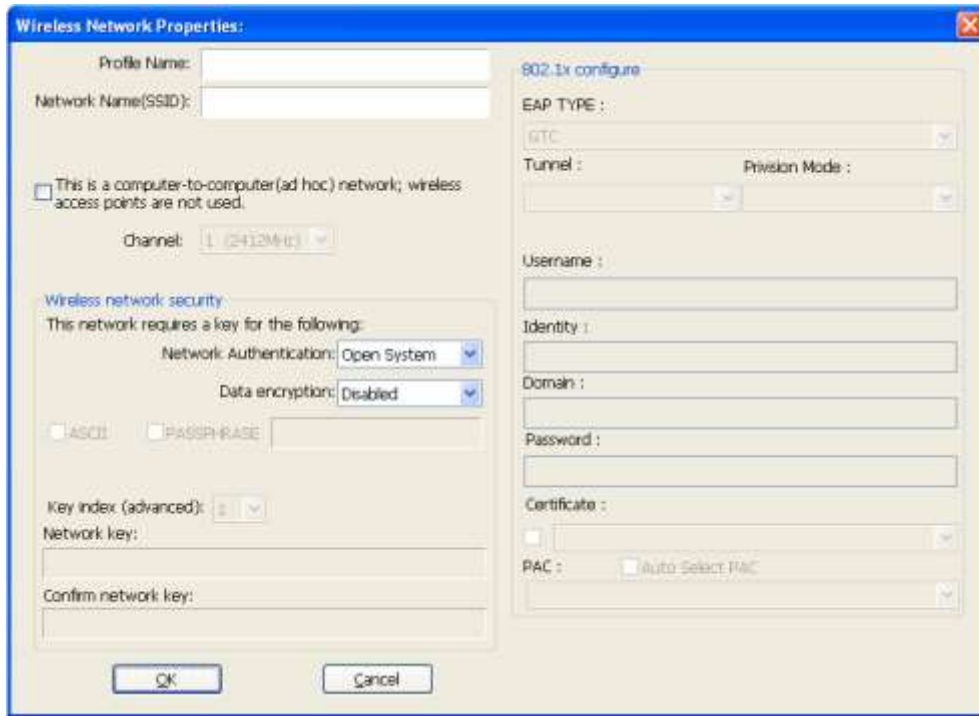 Wireless Network Properties:
Profile Name:
Network Name(SSID):
This is a computer-to-computer(ad hoc) network; wireless
access points are not used.
Channel: 1 (2412MHz)
Wireless network security
This network requires a key for the following:
Network Authentication: Open System
Data encryption: Disabled
ASCII PASSPHRASE
Key index (advanced): 1
Network key:
Confirm network key:
OK Cancel
802.1x configure
EAP TYPE :
GTC
Tunnel : Privision Mode :
Username :
Identity :
Domain :
Password :
Certificate :
PAC : Auto Select PAC